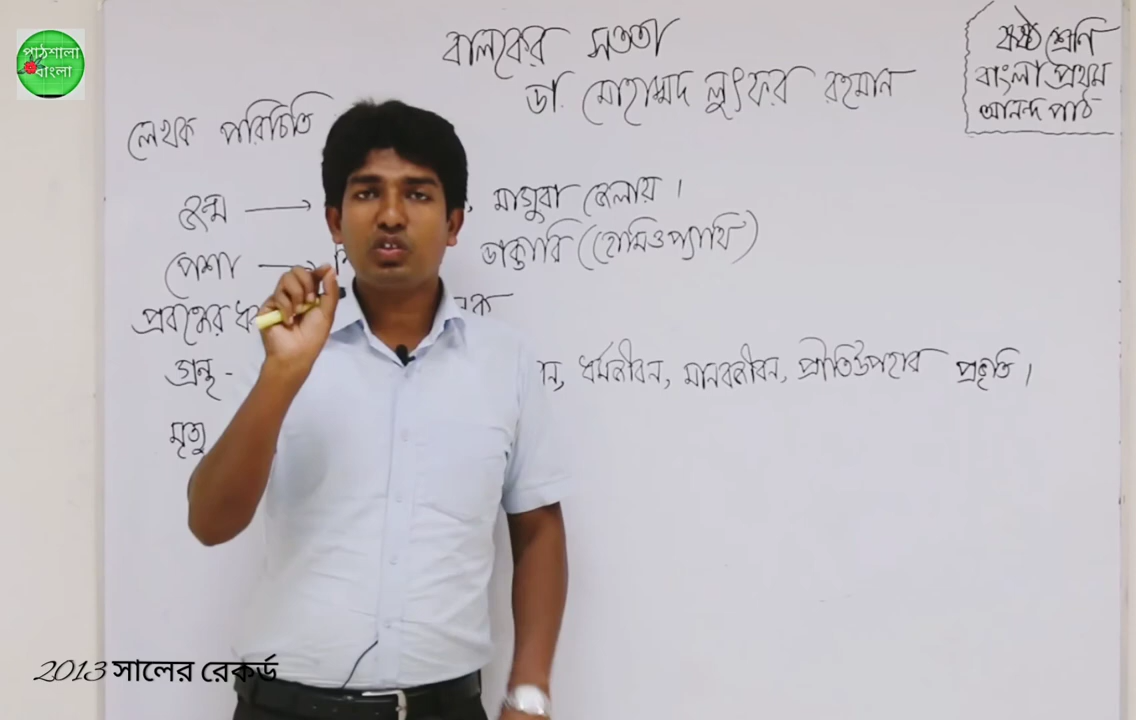 পাঠশালা
বাংলা
বালকের সততা
ডা. মোহাম্মদ লুৎফর রহমান
ষষ্ঠ শ্রেণি
বাংলা প্রথম
আনন্দ পাঠ
লেখক পরিচিতি
জন্ম → মাগুরা জেলায়।
পেশা → ডাক্তারি (হোমিওপ্যাথি)
প্রবন্ধের
গ্রন্থ - ধর্মজীবন, মানবজীবন, প্রীতিউপহার প্রভৃতি।
মৃত্যু
2013 সালের রেকর্ড